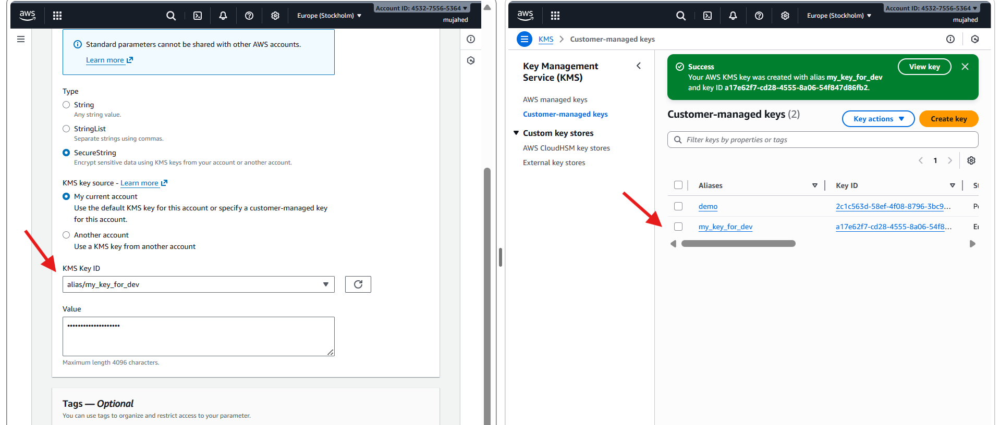 aws
Europe (Stockholm)
Account ID: 4532-7556-5364
mujahed
Standard parameters cannot be shared with other AWS accounts.
Learn more
Type
String
Any string value.
StringList
Separate strings using commas.
SecureString
Encrypt sensitive data using KMS keys from your account or another account.
KMS key source - Learn more
My current account
Use the default KMS key for this account or specify a customer-managed key
for this account.
Another account
Use a KMS key from another account
KMS Key ID
alias/my_key_for_dev
Value
••••••••••••••••••••
Maximum length 4096 characters.
Tags — Optional
You can use tags to organize and restrict access to your parameter.
aws
Europe (Stockholm)
Account ID: 4532-7556-5364
mujahed
KMS > Customer-managed keys
Key Management
Service (KMS)
AWS managed keys
Customer-managed keys
Custom key stores
AWS CloudHSM key stores
External key stores
Success
Your AWS KMS key was created with alias my_key_for_dev
and key ID a17e62f7-cd28-4555-8a06-54f847d86fb2.
View key
Customer-managed keys (2)
Key actions
Create key
Filter keys by properties or tags
1
Aliases Key ID
demo 2c1c563d-58ef-4f08-8796-3bc9...
my_key_for_dev a17e62f7-cd28-4555-8a06-54f8...